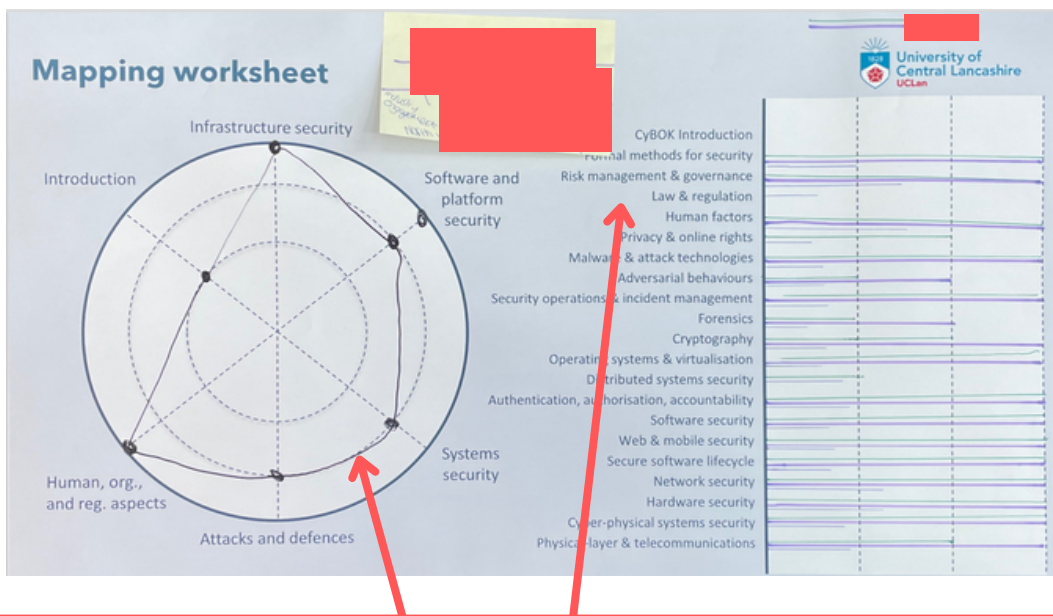 Mapping worksheet
Infrastructure security
Introduction
Software and
platform
security
Systems
security
Attacks and defences
Human, org.,
and reg. aspects
1828
University of
Central Lancashire
UCLan
CyBOK Introduction
Formal methods for security
Risk management & governance
Law & regulation
Human factors
Privacy & online rights
Malware & attack technologies
Adversarial behaviours
Security operations & incident management
Forensics
Cryptography
Operating systems & virtualisation
Distributed systems security
Authentication, authorisation, accountability
Software security
Web & mobile security
Secure software lifecycle
Network security
Hardware security
Cyber-physical systems security
Physical-layer & telecommunications